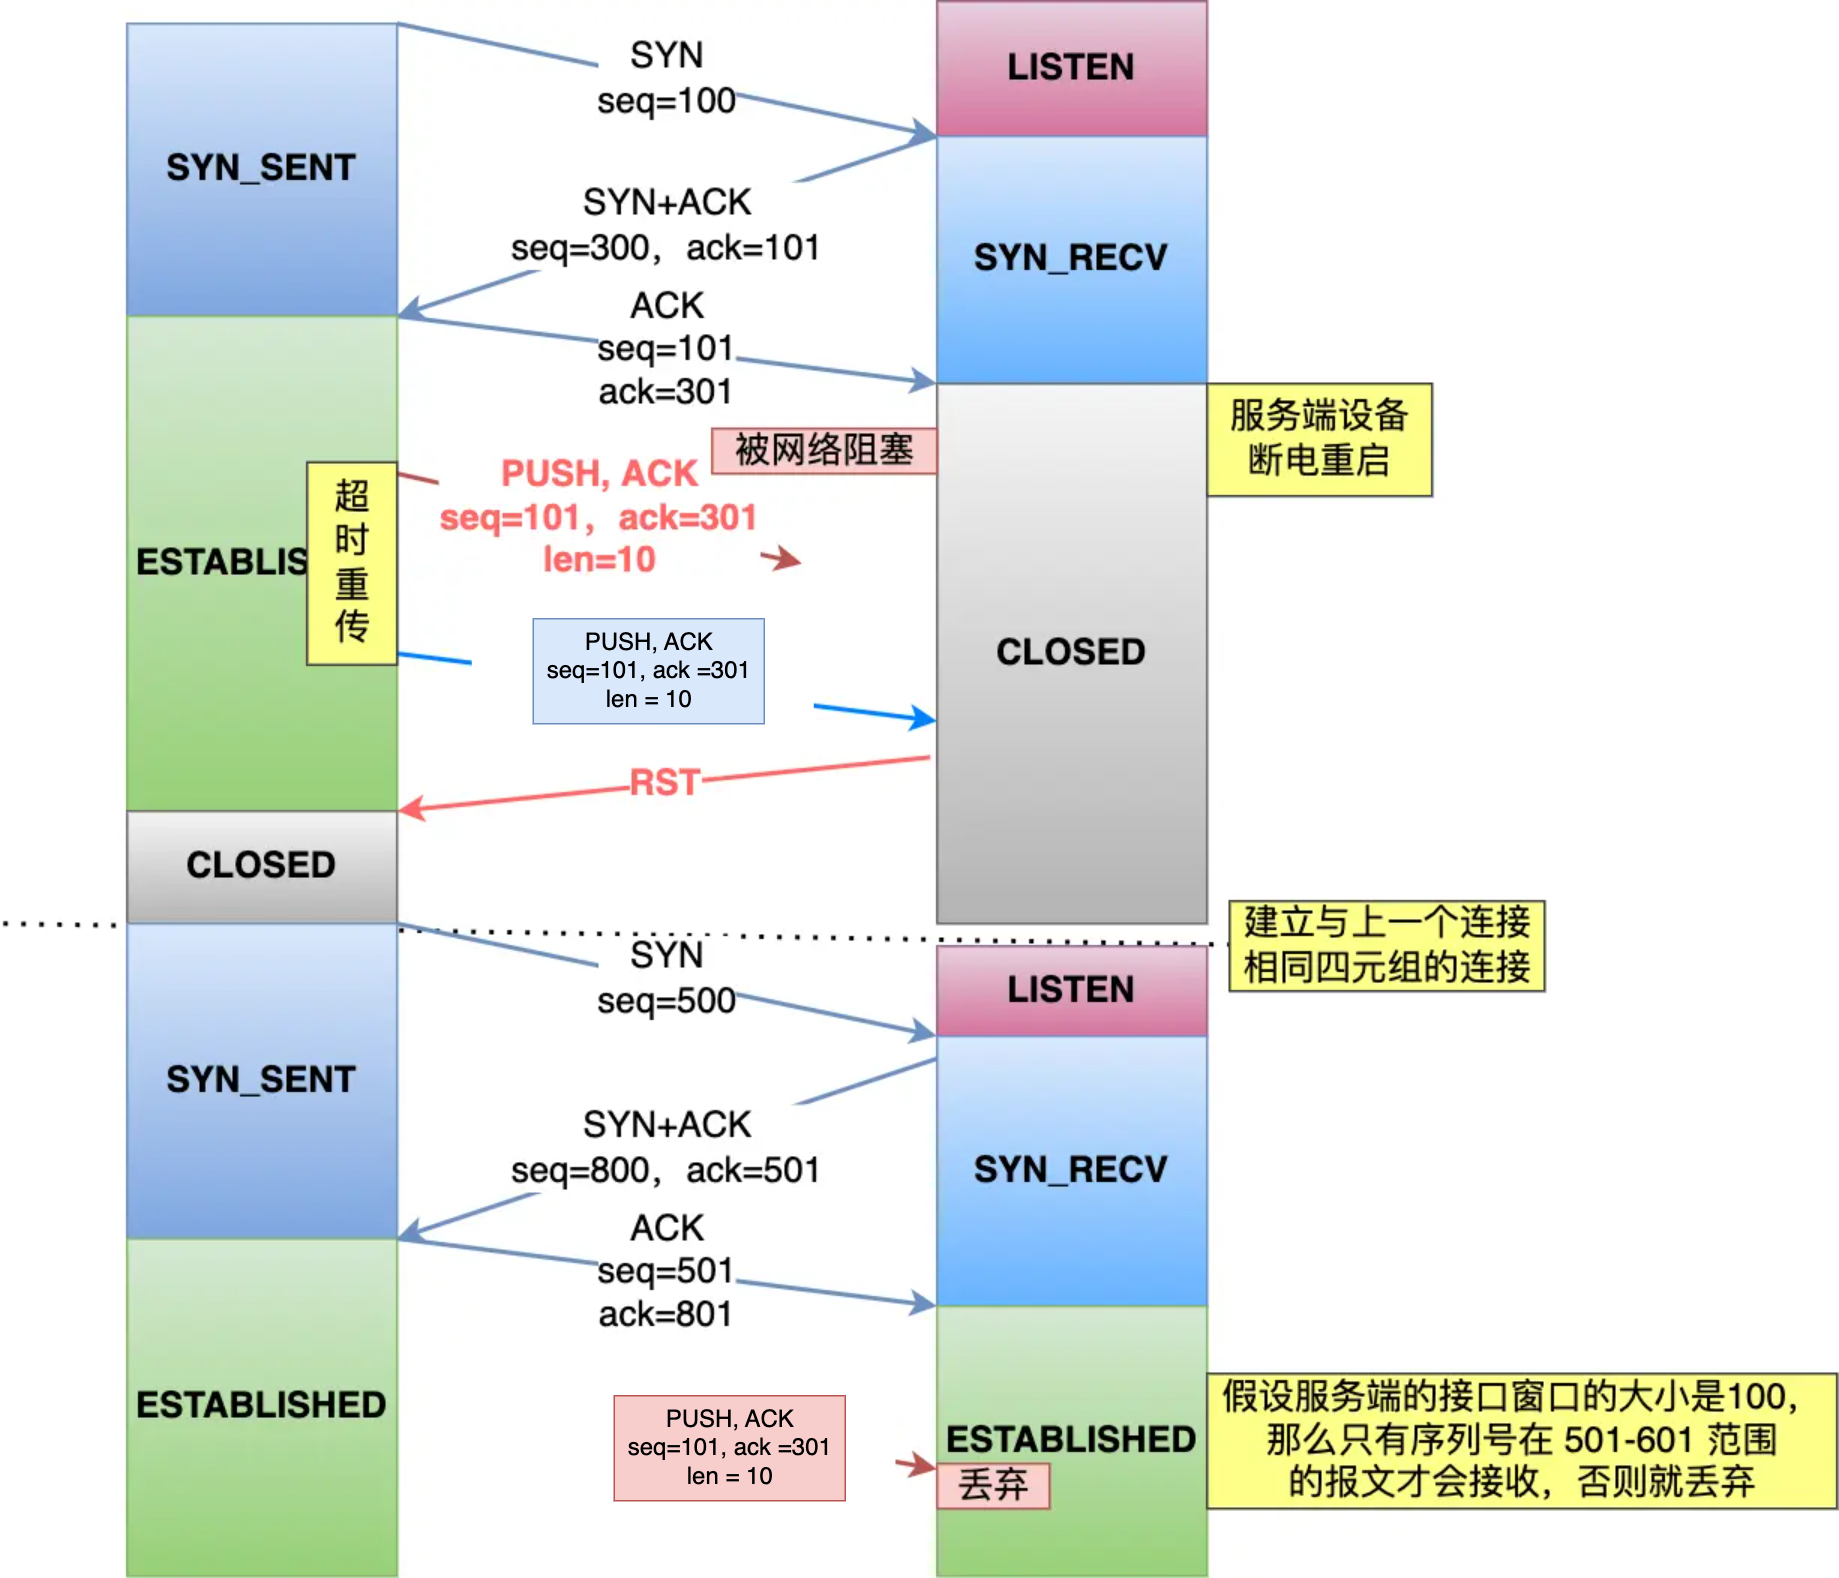 SYN
seq=100
LISTEN
SYN_SENT
SYN+ACK
seq=300，ack=101
SYN_RECV
ACK
seq=101
ack=301
服务端设备
断电重启
被网络阻塞
PUSH, ACK
seq=101，ack=301
len=10
超
时
重
传
ESTABLIS
PUSH, ACK
seq=101, ack =301
len = 10
CLOSED
RST
CLOSED
建立与上一个连接
相同四元组的连接
SYN
seq=500
LISTEN
SYN_SENT
SYN+ACK
seq=800，ack=501
SYN_RECV
ACK
seq=501
ack=801
ESTABLISHED
PUSH, ACK
seq=101, ack =301
len = 10
ESTABLISHED
丢弃
假设服务端的接口窗口的大小是100，
那么只有序列号在 501-601 范围
的报文才会接收，否则就丢弃